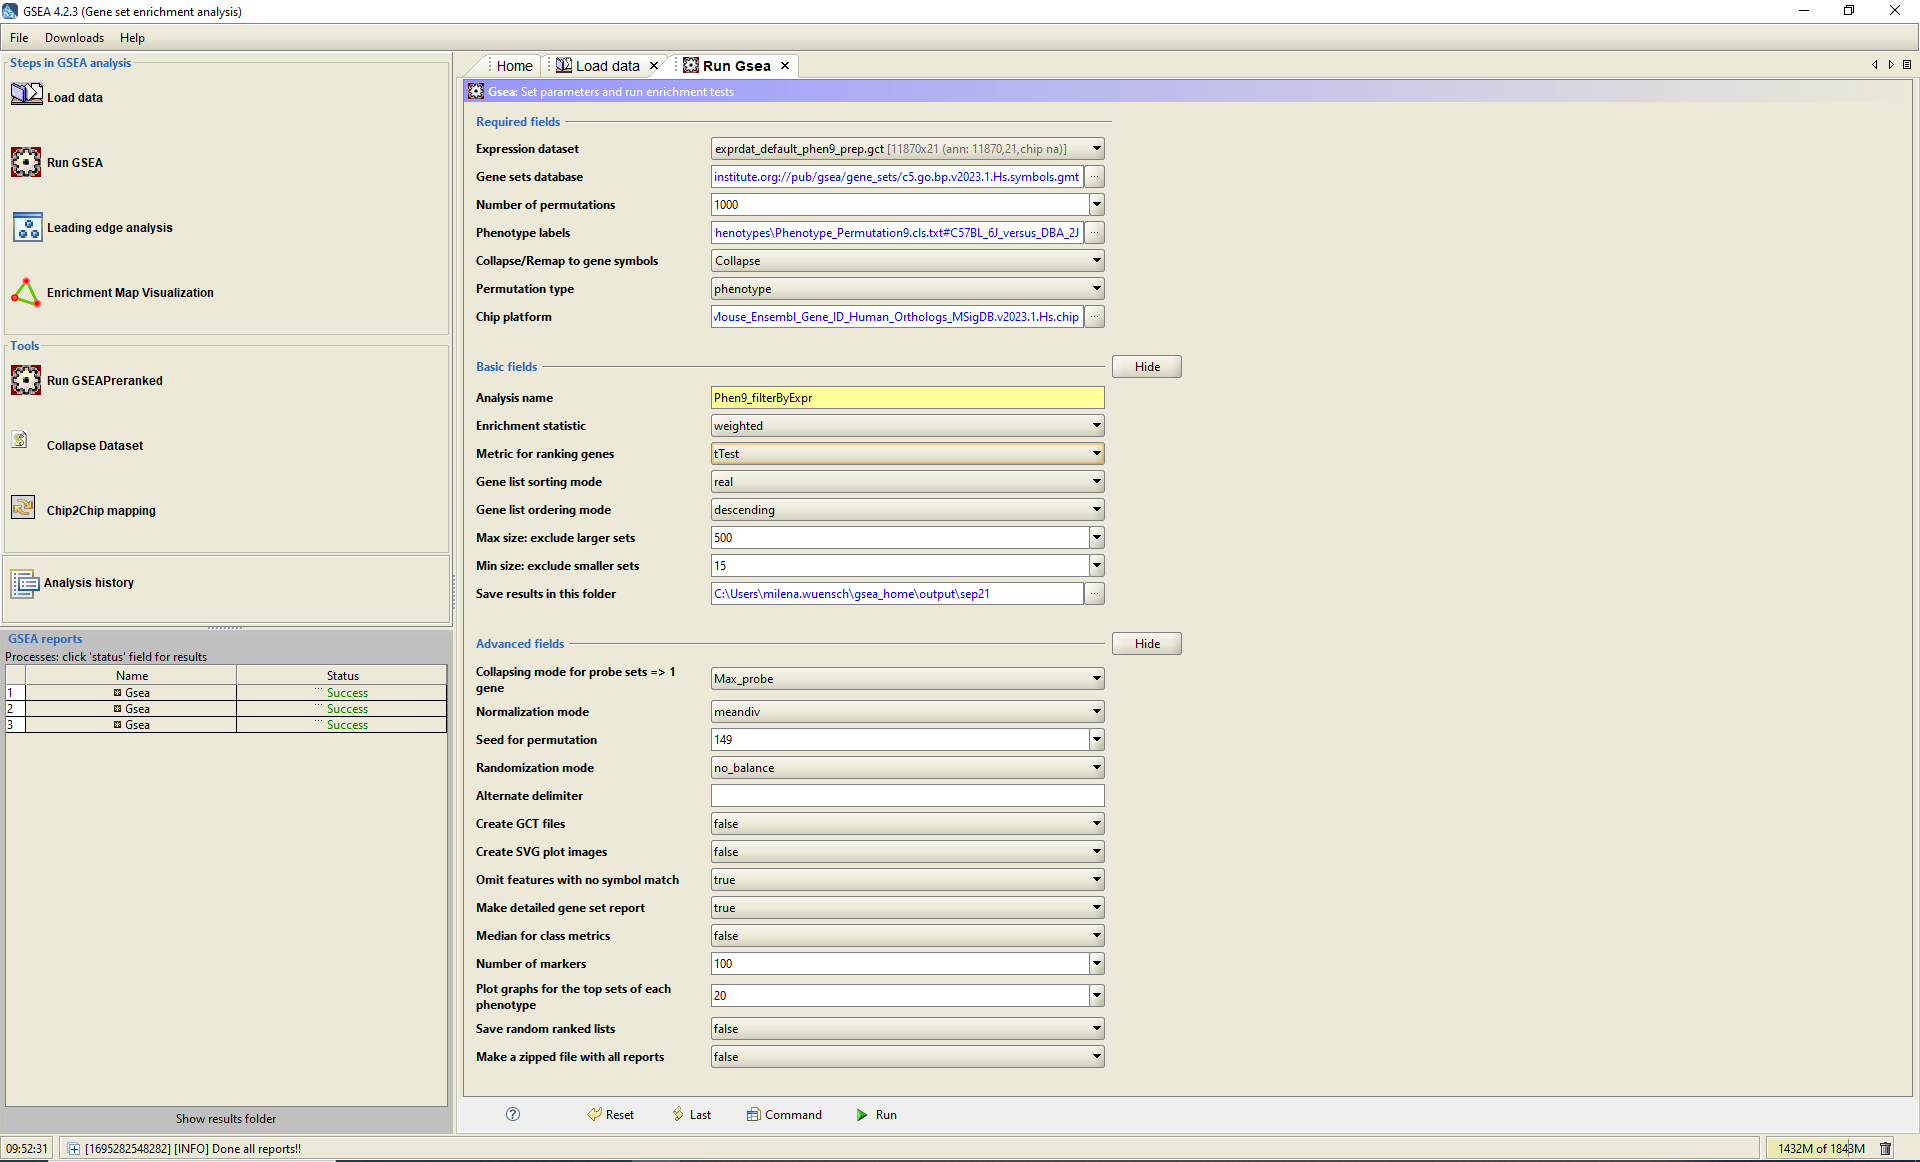 GSEA 4.2.3 (Gene set enrichment analysis)
File Downloads Help
Steps in GSEA analysis
Load data
Run GSEA
Leading edge analysis
Enrichment Map Visualization
Tools
Run GSEAPreranked
Collapse Dataset
Chip2Chip mapping
Analysis history
GSEA reports
Processes: click 'status' field for results
Name Status
1 Gsea ... Success
2 Gsea ... Success
3 Gsea ... Success
Show results folder
Home Load data Run Gsea
Gsea: Set parameters and run enrichment tests
Required fields
Expression dataset exprdat_default_phen9_prep.gct [11870x21 (ann: 11870,21,chip na)]
Gene sets database institute.org://pub/gsea/gene_sets/c5.go.bp.v2023.1.Hs.symbols.gmt ...
Number of permutations 1000
Phenotype labels henotypes\Phenotype_Permutation9.cls.txt#C57BL_6J_versus_DBA_2J ...
Collapse/Remap to gene symbols Collapse
Permutation type phenotype
Chip platform Mouse_Ensembl_Gene_ID_Human_Orthologs_MSigDB.v2023.1.Hs.chip ...
Basic fields Hide
Analysis name Phen9_filterByExpr
Enrichment statistic weighted
Metric for ranking genes tTest
Gene list sorting mode real
Gene list ordering mode descending
Max size: exclude larger sets 500
Min size: exclude smaller sets 15
Save results in this folder C:\Users\milena.wuensch\gsea_home\output\sep21 ...
Advanced fields Hide
Collapsing mode for probe sets => 1
gene Max_probe
Normalization mode meandiv
Seed for permutation 149
Randomization mode no_balance
Alternate delimiter
Create GCT files false
Create SVG plot images false
Omit features with no symbol match true
Make detailed gene set report true
Median for class metrics false
Number of markers 100
Plot graphs for the top sets of each
phenotype 20
Save random ranked lists false
Make a zipped file with all reports false
? Reset Last Command Run
09:52:31 [1695282548282] [INFO] Done all reports!! 1432M of 1843M